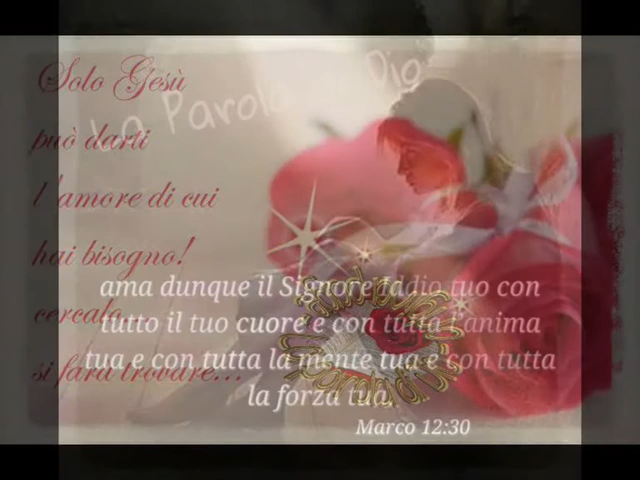 Solo Gesù
può darti
l'amore di cui
hai bisogno!
cercalo...
si farà trovare...
La Parola di Dio
ama dunque il Signore Iddio tuo con
tutto il tuo cuore e con tutta l'anima
tua e con tutta la mente tua e con tutta
la forza tua.
Marco 12:30